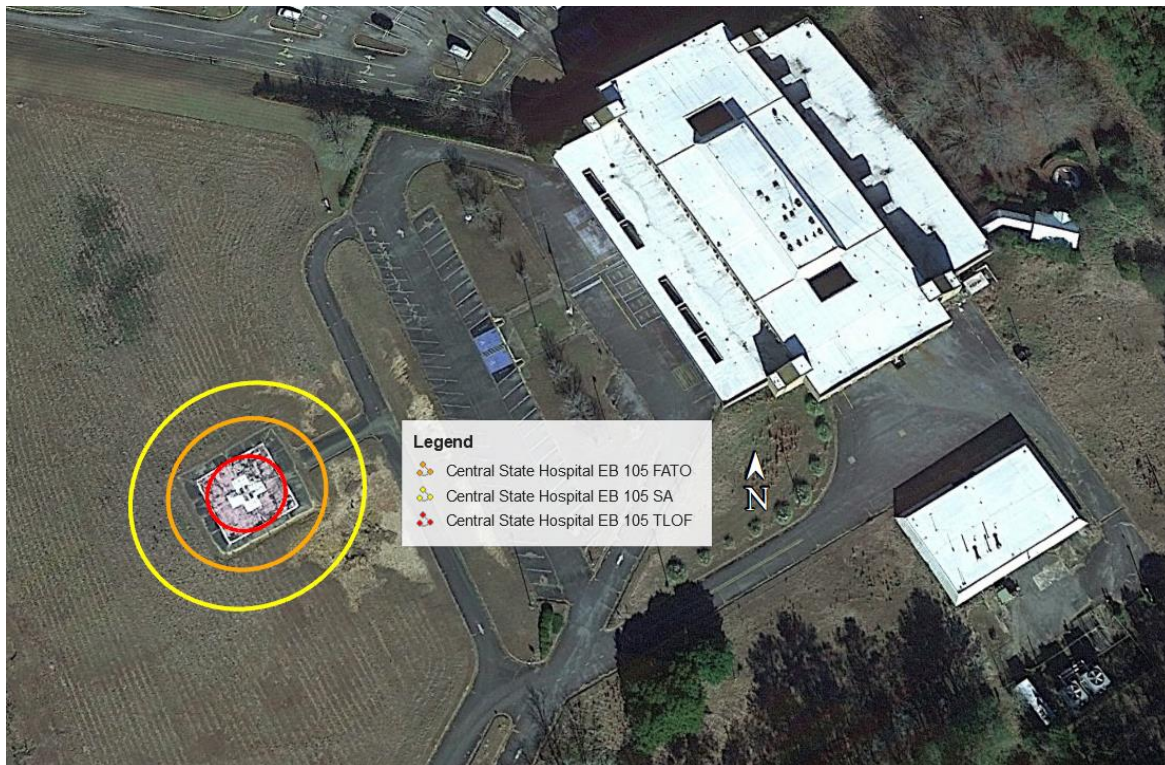 Legend
Central State Hospital EB 105 FATO
Central State Hospital EB 105 SA
Central State Hospital EB 105 TLOF
N